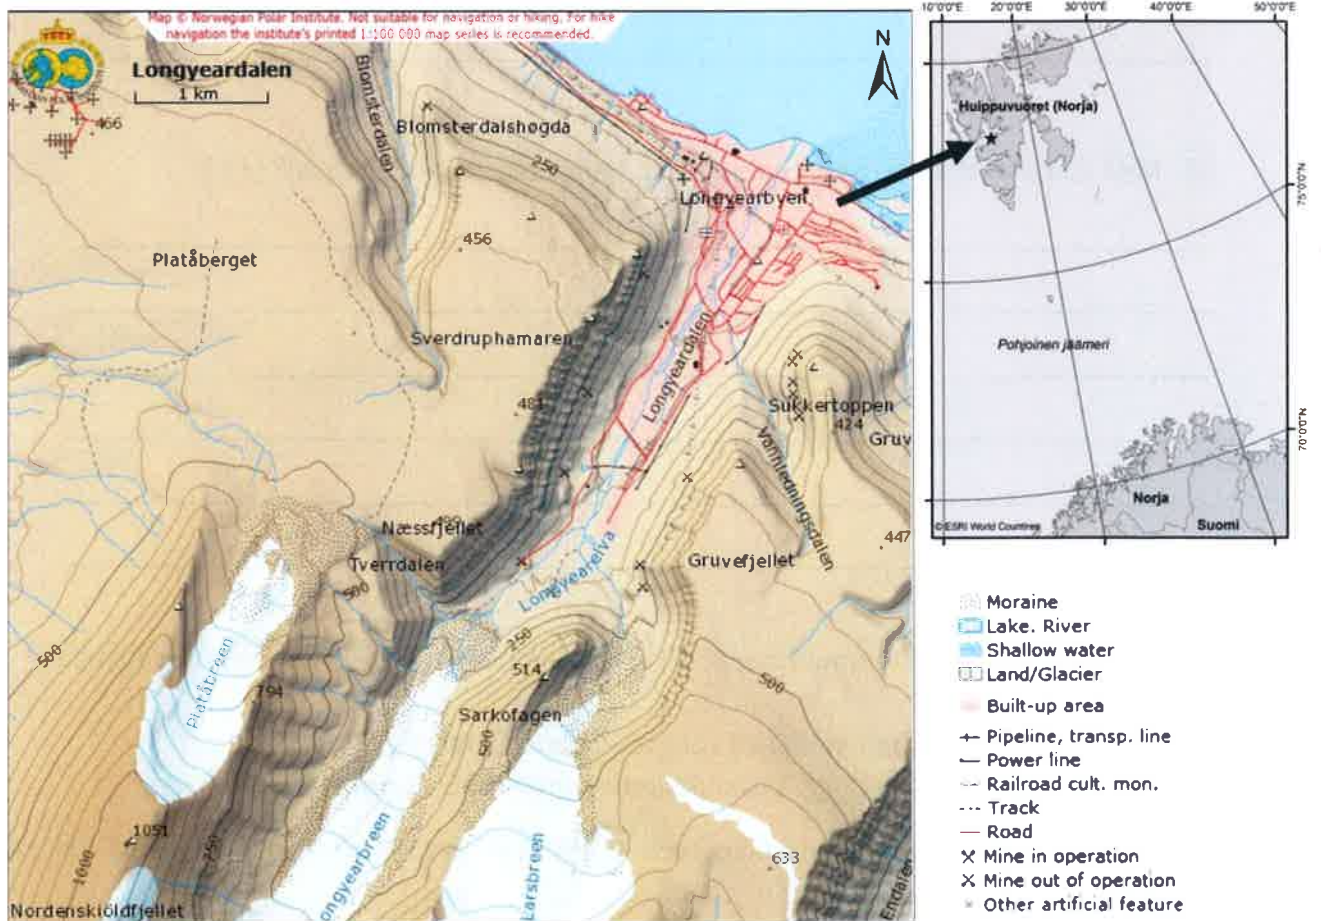 Map © Norwegian Polar Institute. Not suitable for navigation or hiking. For hike
navigation the institute's printed 1:100 000 map series is recommended.
Longyeardalen
1 km
466
Blomsterdalen
Blomsterdalshøgda
250
Longyearbyen
456
Platåberget
Sverdruphamaren
Longyeardalen
481
Sukkertoppen
424
Gruv
Vannledningsdalen
Næssfjellet
447
Tverrdalen
Gruvefjellet
500
Longyearelva
250
500
514
500
Platåbreen
794
Sarkofagen
500
1051
250
1000
633
Longyearbreen
Larsbreen
Endalen
Nordenskiöldfjellet
N
10°0'0"E 20°0'0"E 30°0'0"E 40°0'0"E 50°0'0"E
Huippuvuoret (Norja)
75°0'0"N
Pohjoinen jäämeri
70°0'0"N
Norja
Suomi
© ESRI World Countries
Moraine
Lake. River
Shallow water
Land/Glacier
Built-up area
Pipeline, transp. line
Power line
Railroad cult. mon.
Track
Road
Mine in operation
Mine out of operation
Other artificial feature